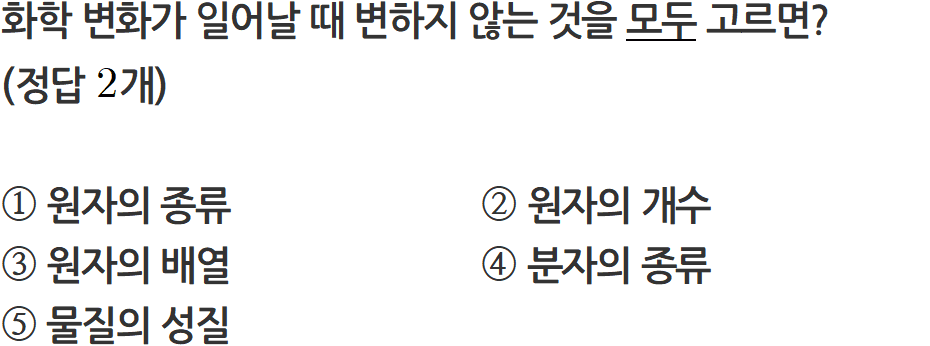 화학 변화가 일어날 때 변하지 않는 것을 모두 고르면?
(정답 2개)
① 원자의 종류 ② 원자의 개수
③ 원자의 배열 ④ 분자의 종류
⑤ 물질의 성질